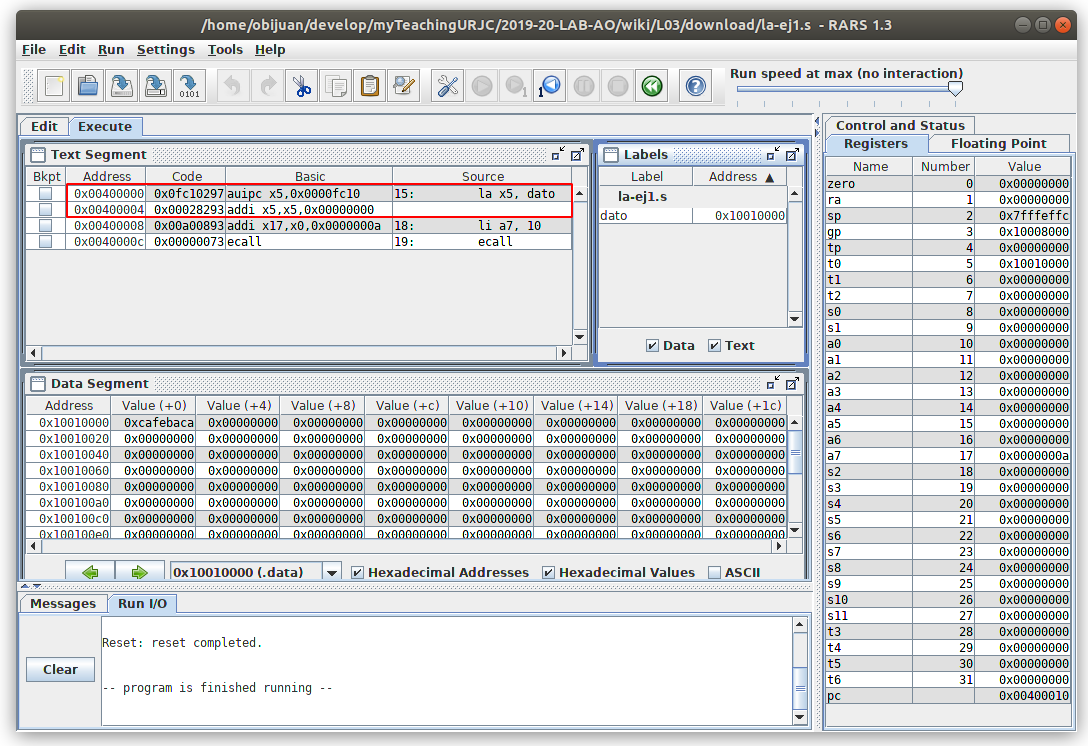 /home/obijuan/develop/myTeachingURJC/2019-20-LAB-AO/wiki/L03/download/la-ej1.s - RARS 1.3
File Edit Run Settings Tools Help
Run speed at max (no interaction)
Edit Execute
Text Segment
Bkpt Address Code Basic Source
0x00400000 0x0fc10297 auipc x5,0x0000fc10 15: la x5, dato
0x00400004 0x00028293 addi x5,x5,0x00000000
0x00400008 0x00a00893 addi x17,x0,0x0000000a 18: li a7, 10
0x0040000c 0x00000073 ecall 19: ecall
Labels
Label Address ▲
la-ej1.s
dato 0x10010000
Data Text
Data Segment
Address Value (+0) Value (+4) Value (+8) Value (+c) Value (+10) Value (+14) Value (+18) Value (+1c)
0x10010000 0xcafebaca 0x00000000 0x00000000 0x00000000 0x00000000 0x00000000 0x00000000 0x00000000
0x10010020 0x00000000 0x00000000 0x00000000 0x00000000 0x00000000 0x00000000 0x00000000 0x00000000
0x10010040 0x00000000 0x00000000 0x00000000 0x00000000 0x00000000 0x00000000 0x00000000 0x00000000
0x10010060 0x00000000 0x00000000 0x00000000 0x00000000 0x00000000 0x00000000 0x00000000 0x00000000
0x10010080 0x00000000 0x00000000 0x00000000 0x00000000 0x00000000 0x00000000 0x00000000 0x00000000
0x100100a0 0x00000000 0x00000000 0x00000000 0x00000000 0x00000000 0x00000000 0x00000000 0x00000000
0x100100c0 0x00000000 0x00000000 0x00000000 0x00000000 0x00000000 0x00000000 0x00000000 0x00000000
0x100100e0 0x00000000 0x00000000 0x00000000 0x00000000 0x00000000 0x00000000 0x00000000 0x00000000
0x10010000 (.data) Hexadecimal Addresses Hexadecimal Values ASCII
Messages Run I/O
Clear
Reset: reset completed.
-- program is finished running --
Control and Status
Registers Floating Point
Name Number Value
zero 0 0x00000000
ra 1 0x00000000
sp 2 0x7fffeffc
gp 3 0x10008000
tp 4 0x00000000
t0 5 0x10010000
t1 6 0x00000000
t2 7 0x00000000
s0 8 0x00000000
s1 9 0x00000000
a0 10 0x00000000
a1 11 0x00000000
a2 12 0x00000000
a3 13 0x00000000
a4 14 0x00000000
a5 15 0x00000000
a6 16 0x00000000
a7 17 0x0000000a
s2 18 0x00000000
s3 19 0x00000000
s4 20 0x00000000
s5 21 0x00000000
s6 22 0x00000000
s7 23 0x00000000
s8 24 0x00000000
s9 25 0x00000000
s10 26 0x00000000
s11 27 0x00000000
t3 28 0x00000000
t4 29 0x00000000
t5 30 0x00000000
t6 31 0x00000000
pc 0x00400010